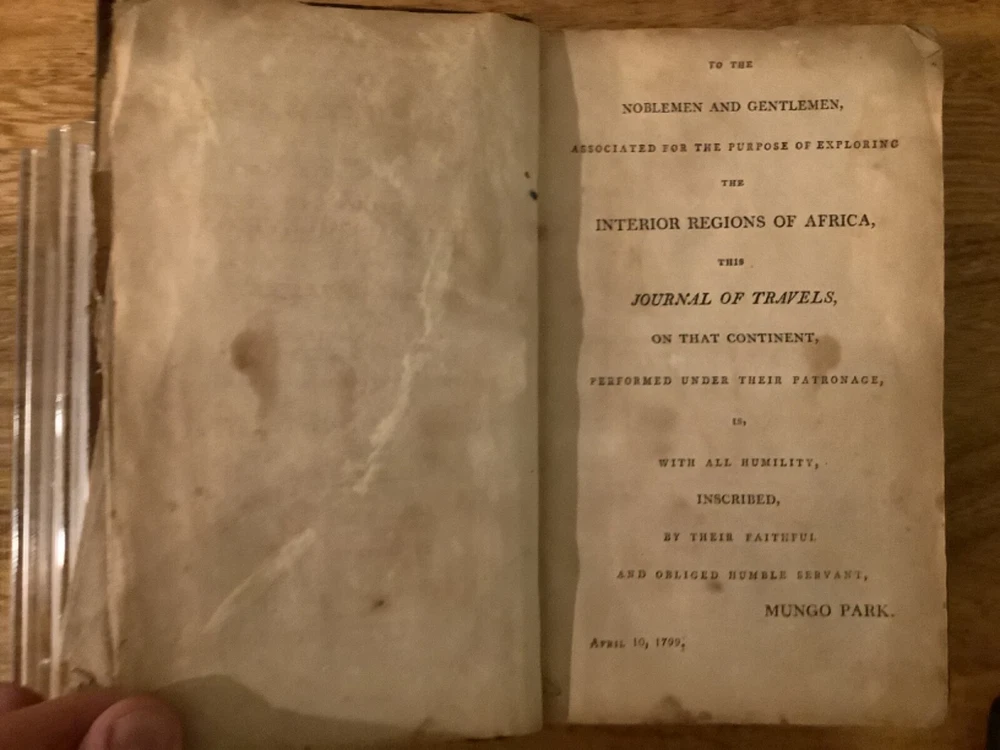 TO THE
NOBLEMEN AND GENTLEMEN,
ASSOCIATED FOR THE PURPOSE OF EXPLORING
THE
INTERIOR REGIONS OF AFRICA,
THIS
JOURNAL OF TRAVELS,
ON THAT CONTINENT,
PERFORMED UNDER THEIR PATRONAGE,
IS,
WITH ALL HUMILITY,
INSCRIBED,
BY THEIR FAITHFUL
AND OBLIGED HUMBLE SERVANT,
MUNGO PARK.
APRIL 10, 1799.